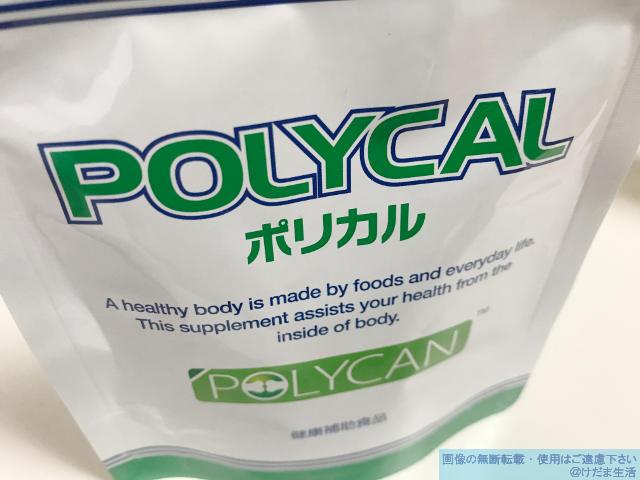 POLYCAL
ポリカル
A healthy body is made by foods and everyday life.
This supplement assists your health from the
inside of body.
POLYCAN™
健康補助食品
画像の無断転載・使用はご遠慮下さい
@けだま生活